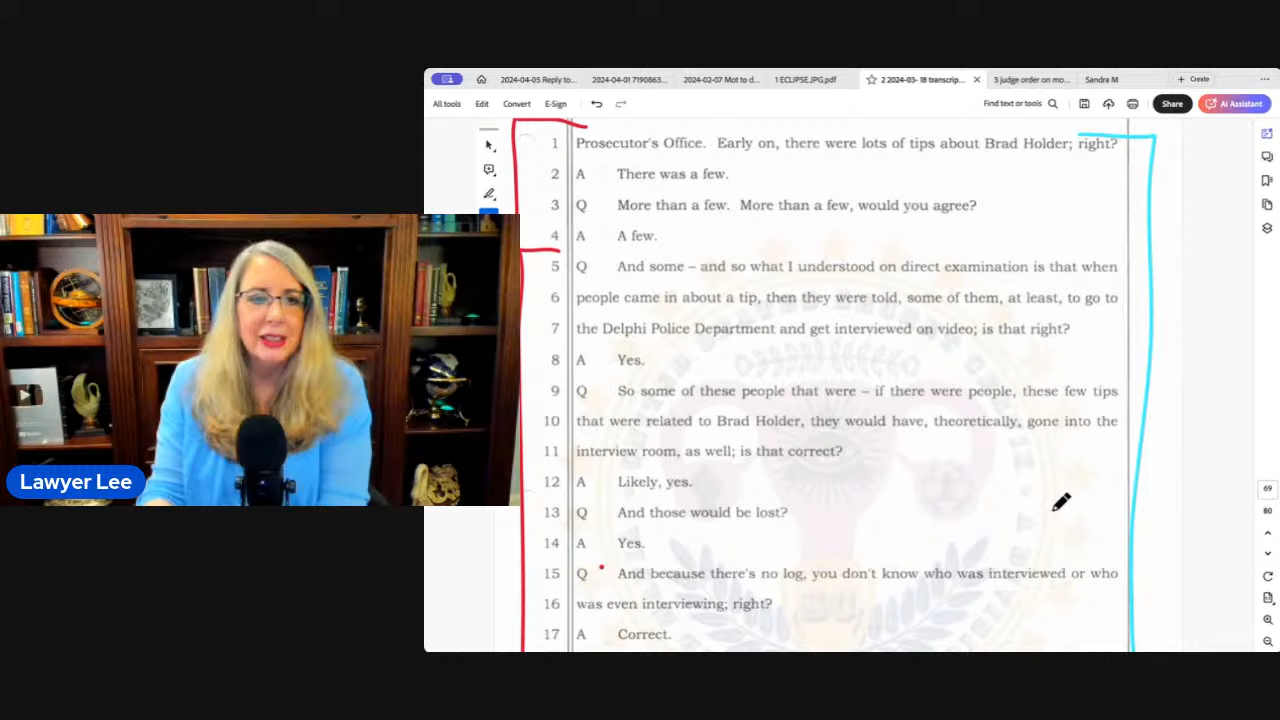 2024-04-05 Reply to... 2024-04-01 7190863... 2024-02-07 Mot to d... 1 ECLIPSE.JPG.pdf 2 2024-03- 18 transcrip... 3 judge order on mo... Sandra M + Create
All tools Edit Convert E-Sign Find text or tools Share AI Assistant
1 Prosecutor's Office. Early on, there were lots of tips about Brad Holder; right?
2 A There was a few.
3 Q More than a few. More than a few, would you agree?
4 A A few.
5 Q And some – and so what I understood on direct examination is that when
6 people came in about a tip, then they were told, some of them, at least, to go to
7 the Delphi Police Department and get interviewed on video; is that right?
8 A Yes.
9 Q So some of these people that were – if there were people, these few tips
10 that were related to Brad Holder, they would have, theoretically, gone into the
11 interview room, as well; is that correct?
12 A Likely, yes.
13 Q And those would be lost?
14 A Yes.
15 Q And because there's no log, you don't know who was interviewed or who
16 was even interviewing; right?
17 A Correct.
69
80
Lawyer Lee